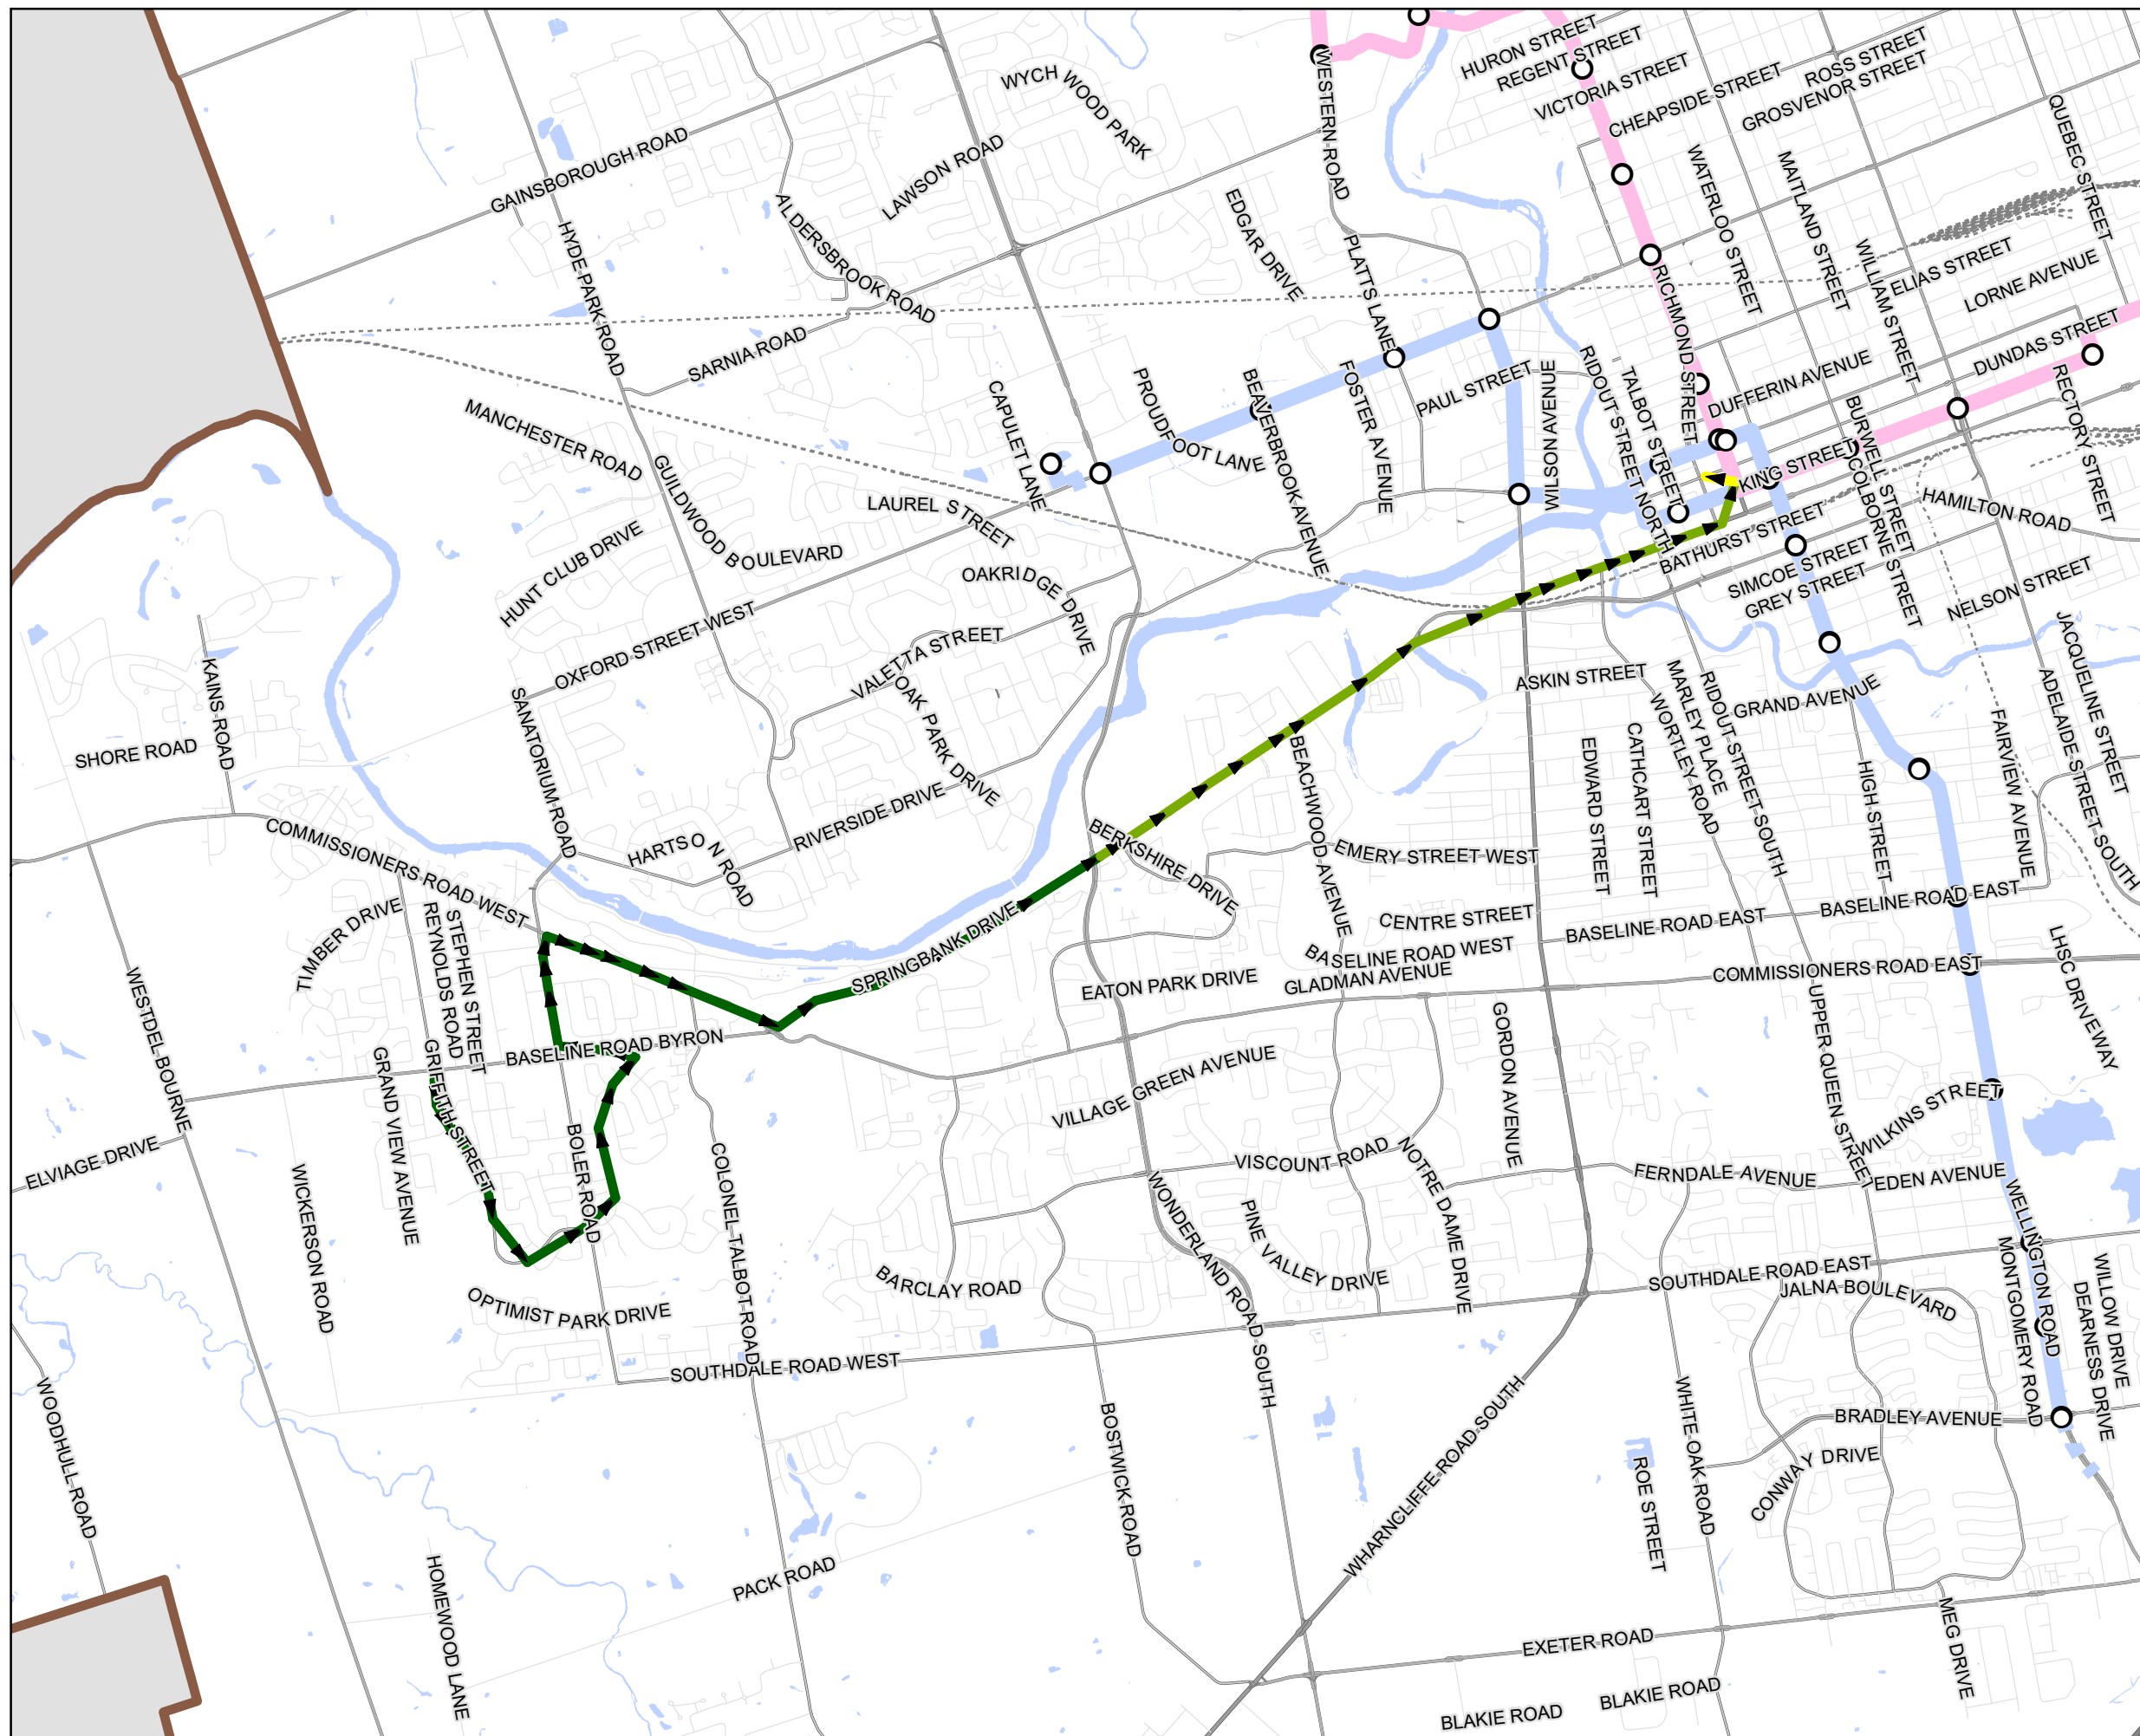 HURON STREET
REGENT STREET
VICTORIA STREET
CHEAPSIDE STREET
ROSS STREET
GROSVENOR STREET
QUEBEC STREET
WYCH WOOD PARK
WESTERN ROAD
GAINSBOROUGH ROAD
LAWSON ROAD
ALDERSBROOK ROAD
HYDE PARK ROAD
EDGAR DRIVE
PLATTS LANE
WATERLOO STREET
MAITLAND STREET
WILLIAM STREET
ELIAS STREET
LORNE AVENUE
RICHMOND STREET
DUNDAS STREET
SARNIA ROAD
MANCHESTER ROAD
CAPULET LANE
PROUDFOOT LANE
BEAVERBROOK AVENUE
FOSTER AVENUE
PAUL STREET
WILSON AVENUE
RIDOUT STREET NORTH
TALBOT STREET
DUFFERIN AVENUE
KING STREET
BURWELL STREET
COLBORNE STREET
RECTORY STREET
HAMILTON ROAD
GUILDWOOD BOULEVARD
LAUREL STREET
HUNT CLUB DRIVE
OAKRIDGE DRIVE
BATHURST STREET
SIMCOE STREET
GREY STREET
NELSON STREET
OXFORD STREET WEST
VALETTA STREET
OAK PARK DRIVE
KAINS ROAD
SHORE ROAD
SANATORIUM ROAD
ASKIN STREET
MARLEY PLACE
WORTLEY ROAD
RIDOUT STREET SOUTH
GRAND AVENUE
JACQUELINE STREET
ADELAIDE STREET SOUTH
FAIRVIEW AVENUE
HIGH STREET
EDWARD STREET
CATHCART STREET
BEACHWOOD AVENUE
RIVERSIDE DRIVE
HARTSON ROAD
COMMISSIONERS ROAD WEST
BERKSHIRE DRIVE
EMERY STREET WEST
TIMBER DRIVE
STEPHEN STREET
REYNOLDS ROAD
SPRINGBANK DRIVE
CENTRE STREET
BASELINE ROAD WEST
GLADMAN AVENUE
BASELINE ROAD EAST
BASELINE ROAD EAST
COMMISSIONERS ROAD EAST
LHSC DRIVEWAY
EATON PARK DRIVE
WESTDEL BOURNE
BASELINE ROAD BYRON
GRIFFITH STREET
GRAND VIEW AVENUE
VILLAGE GREEN AVENUE
GORDON AVENUE
UPPER QUEEN STREET
WILKINS STREET
ELVIAGE DRIVE
WICKERSON ROAD
BOLER ROAD
COLONEL TALBOT ROAD
VISCOUNT ROAD
NOTRE DAME DRIVE
FERNDALE AVENUE
EDEN AVENUE
WELLINGTON ROAD
WONDERLAND ROAD SOUTH
PINE VALLEY DRIVE
OPTIMIST PARK DRIVE
BARCLAY ROAD
SOUTHDALE ROAD EAST
JALNA BOULEVARD
MONTGOMERY ROAD
WILLOW DRIVE
DEARNESS DRIVE
SOUTHDALE ROAD WEST
WOODHULL ROAD
BOSTWICK ROAD
WHARNCLIFFE ROAD SOUTH
WHITE OAK ROAD
BRADLEY AVENUE
CONWAY DRIVE
ROE STREET
HOMEWOOD LANE
PACK ROAD
EXETER ROAD
MEG DRIVE
BLAKIE ROAD
BLAKIE ROAD